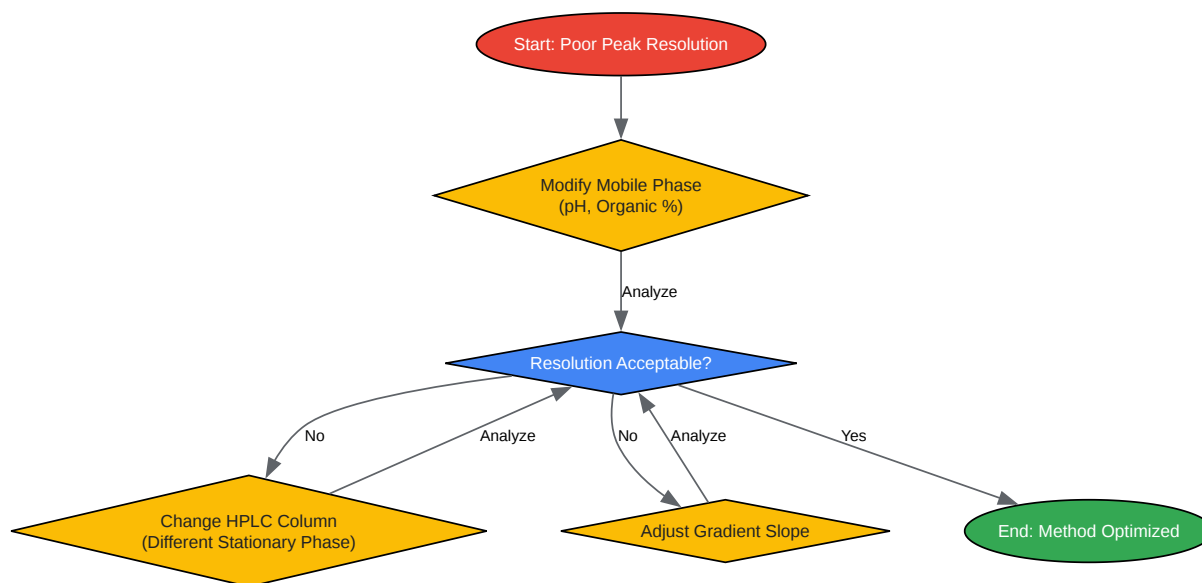 Start: Poor Peak Resolution
Modify Mobile Phase
(pH, Organic %)
Analyze
Resolution Acceptable?
No
Analyze
No
Analyze
Yes
Change HPLC Column
(Different Stationary Phase)
Adjust Gradient Slope
End: Method Optimized